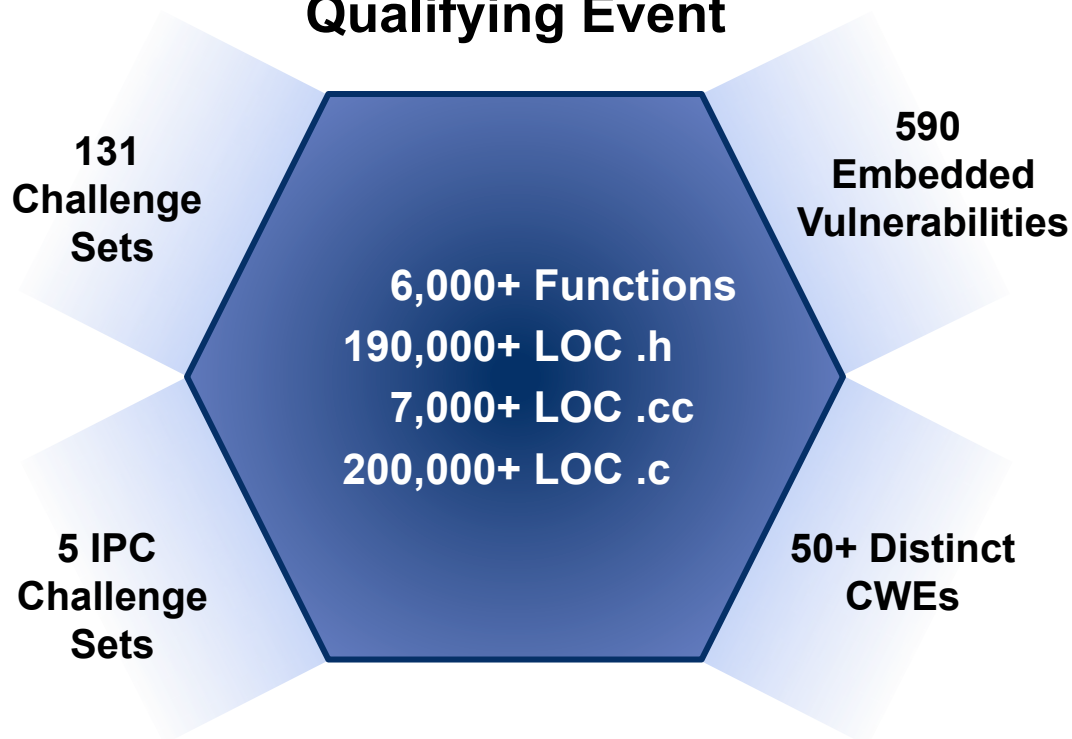 Qualifying Event
131
Challenge
Sets
590
Embedded
Vulnerabilities
6,000+ Functions
190,000+ LOC .h
7,000+ LOC .cc
200,000+ LOC .c
5 IPC
Challenge
Sets
50+ Distinct
CWEs